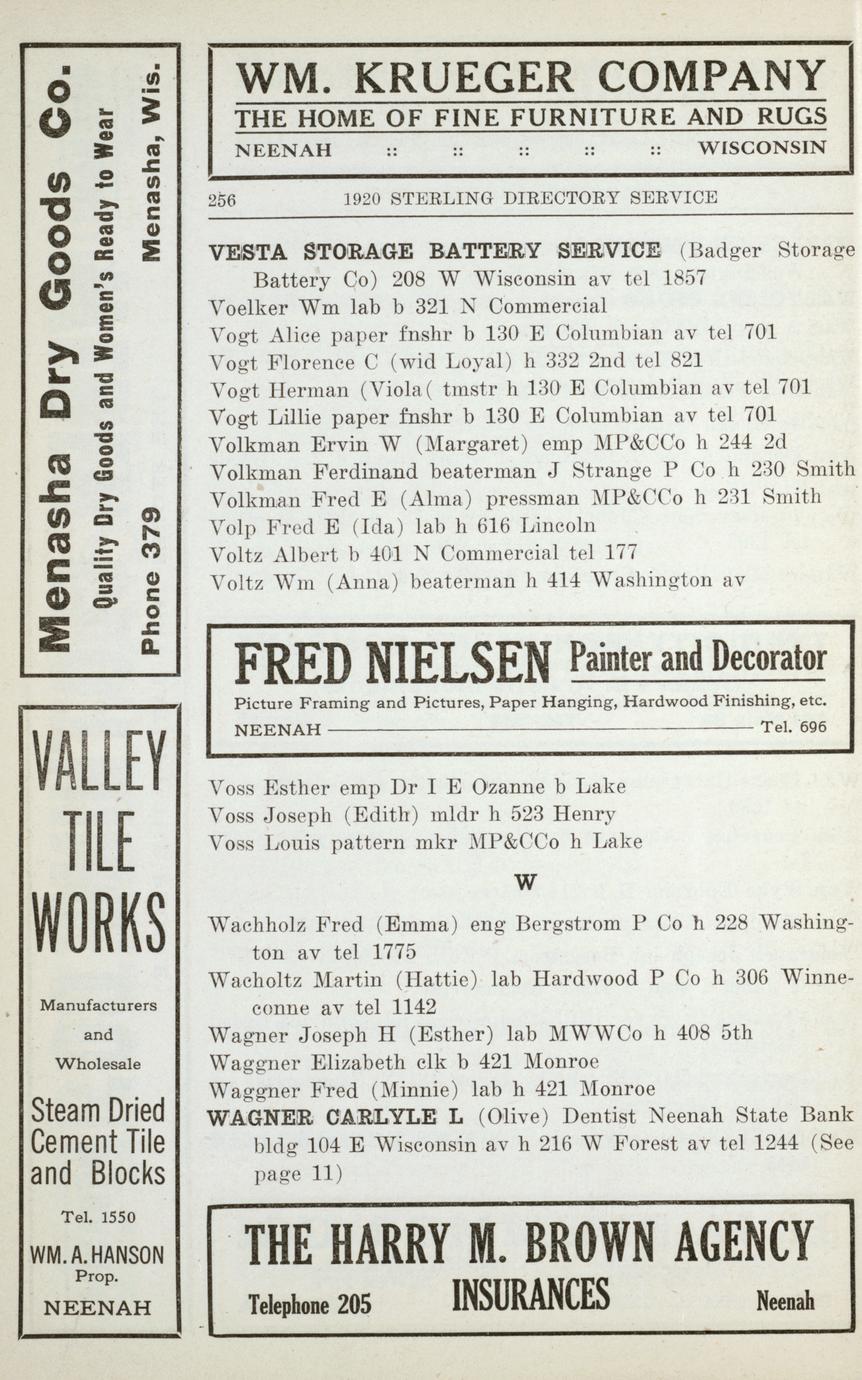 WM. KRUEGER COMPANY
THE HOME OF FINE FURNITURE AND RUGS
NEENAH :: :: :: :: :: WISCONSIN
256 1920 STERLING DIRECTORY SERVICE
VESTA STORAGE BATTERY SERVICE (Badger Storage
Battery Co) 208 W Wisconsin av tel 1857
Voelker Wm lab b 321 N Commercial
Vogt Alice paper fnshr b 130 E Columbian av tel 701
Vogt Florence C (wid Loyal) h 332 2nd tel 821
Vogt Herman (Viola( tmstr h 130 E Columbian av tel 701
Vogt Lillie paper fnshr b 130 E Columbian av tel 701
Volkman Ervin W (Margaret) emp MP&CCo h 244 2d
Volkman Ferdinand beaterman J Strange P Co h 230 Smith
Volkman Fred E (Alma) pressman MP&CCo h 231 Smith
Volp Fred E (Ida) lab h 616 Lincoln
Voltz Albert b 401 N Commercial tel 177
Voltz Wm (Anna) beaterman h 414 Washington av
FRED NIELSEN Painter and Decorator
Picture Framing and Pictures, Paper Hanging, Hardwood Finishing, etc.
NEENAH Tel. 696
Voss Esther emp Dr I E Ozanne b Lake
Voss Joseph (Edith) mldr h 523 Henry
Voss Louis pattern mkr MP&CCo h Lake
W
Wachholz Fred (Emma) eng Bergstrom P Co h 228 Washing-
ton av tel 1775
Wacholtz Martin (Hattie) lab Hardwood P Co h 306 Winne-
conne av tel 1142
Wagner Joseph H (Esther) lab MWWCo h 408 5th
Waggner Elizabeth clk b 421 Monroe
Waggner Fred (Minnie) lab h 421 Monroe
WAGNER CARLYLE L (Olive) Dentist Neenah State Bank
bldg 104 E Wisconsin av h 216 W Forest av tel 1244 (See
page 11)
THE HARRY M. BROWN AGENCY
Telephone 205 INSURANCES Neenah
Menasha Dry Goods Co.
Quality Dry Goods and Women's Ready to Wear
Phone 379 Menasha, Wis.
VALLEY
TILE
WORKS
Manufacturers
and
Wholesale
Steam Dried
Cement Tile
and Blocks
Tel. 1550
WM. A. HANSON
Prop.
NEENAH